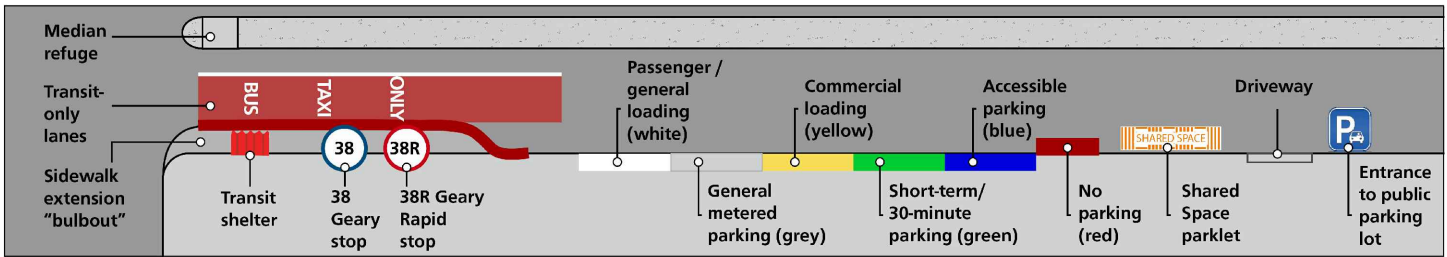 Median
refuge
Transit-
only
lanes
Sidewalk
extension
“bulbout”
BUS
TAXI
ONLY
38
38R
Transit
shelter
38
Geary
stop
38R Geary
Rapid
stop
Passenger /
general
loading
(white)
General
metered
parking (grey)
Commercial
loading
(yellow)
Short-term/
30-minute
parking (green)
Accessible
parking
(blue)
No
parking
(red)
SHARED SPACE
Shared
Space
parklet
Driveway
P
Entrance
to public
parking
lot